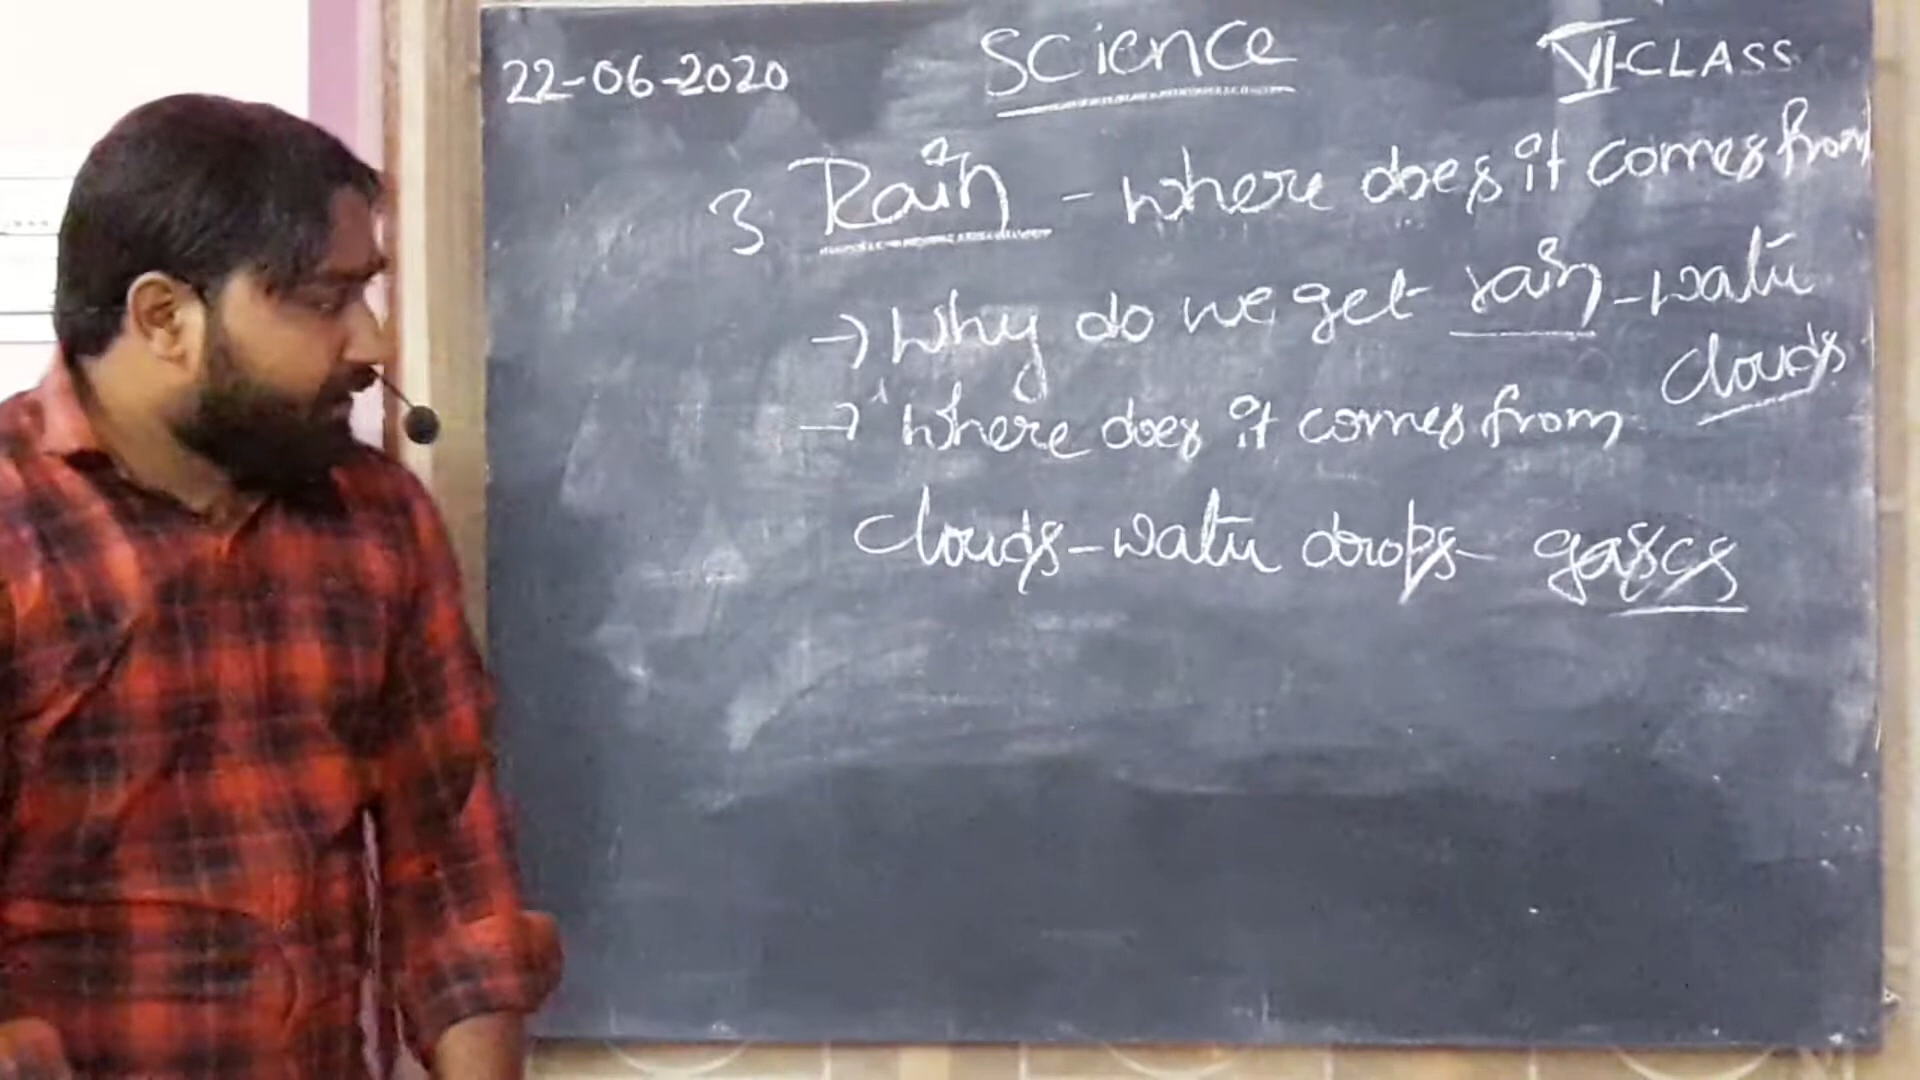 22-06-2020 Science VI-CLASS
3 Rain - where does it comes from
→ Why do we get rain - water
clouds
→ Where does it comes from
clouds - water drops - gases